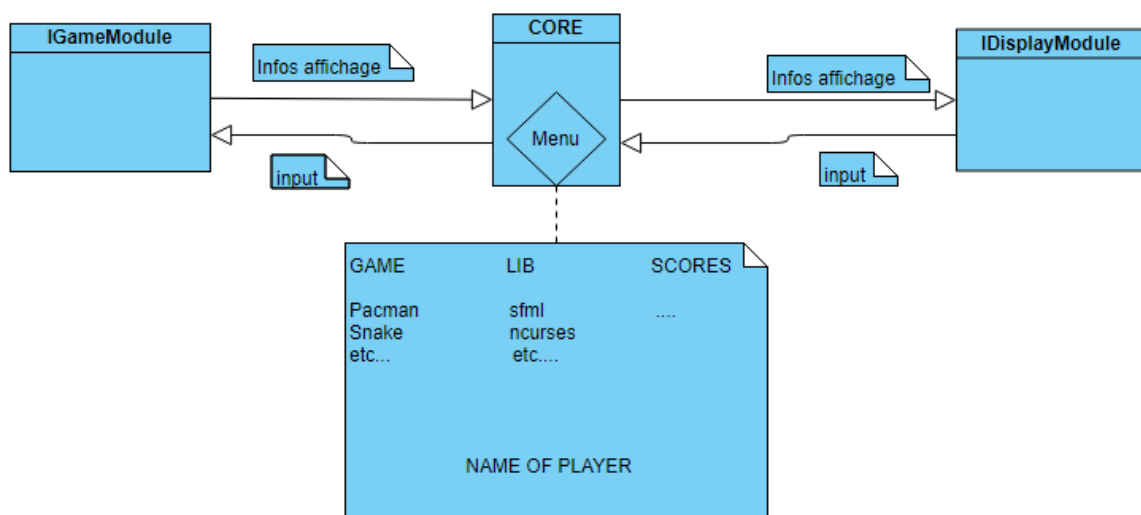 IGameModule
Infos affichage
input
CORE
Menu
Infos affichage
input
IDisplayModule
GAME LIB SCORES
Pacman sfml ....
Snake ncurses
etc... etc....
NAME OF PLAYER